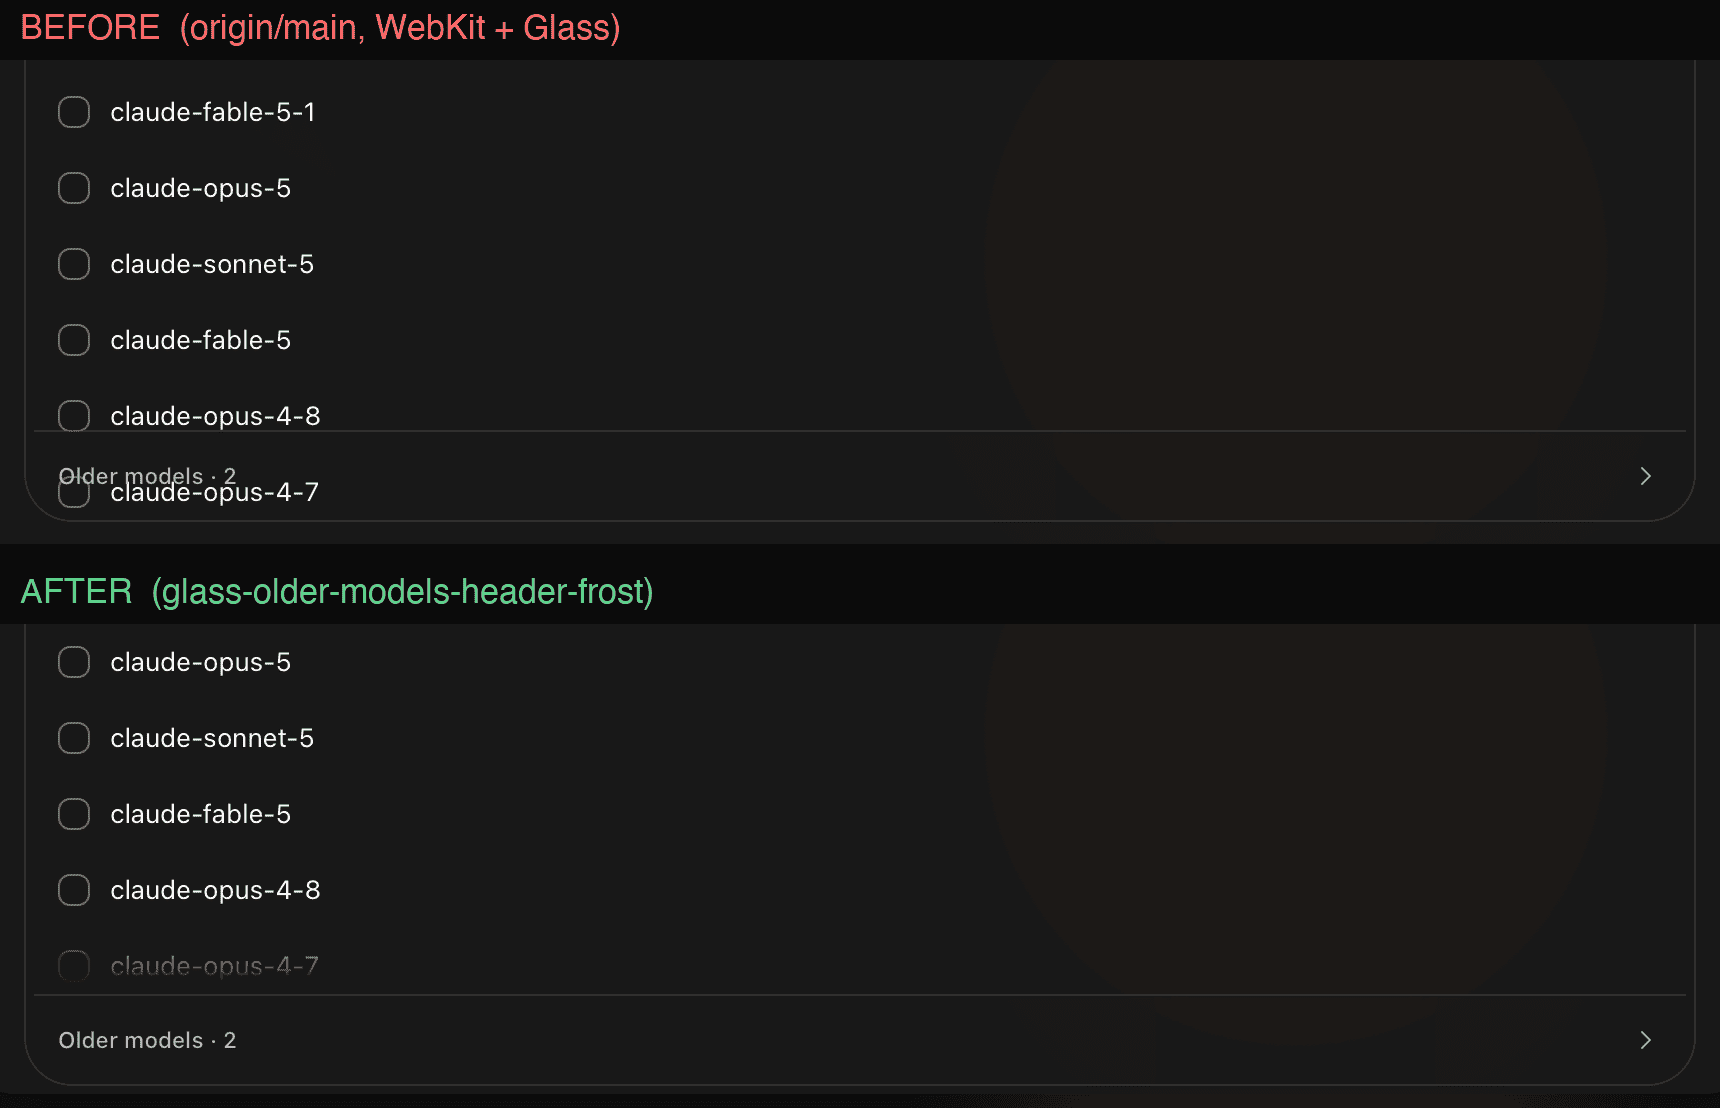 BEFORE (origin/main, WebKit + Glass)
claude-fable-5-1
claude-opus-5
claude-sonnet-5
claude-fable-5
claude-opus-4-8
Older models · 2
claude-opus-4-7
AFTER (glass-older-models-header-frost)
claude-opus-5
claude-sonnet-5
claude-fable-5
claude-opus-4-8
claude-opus-4-7
Older models · 2